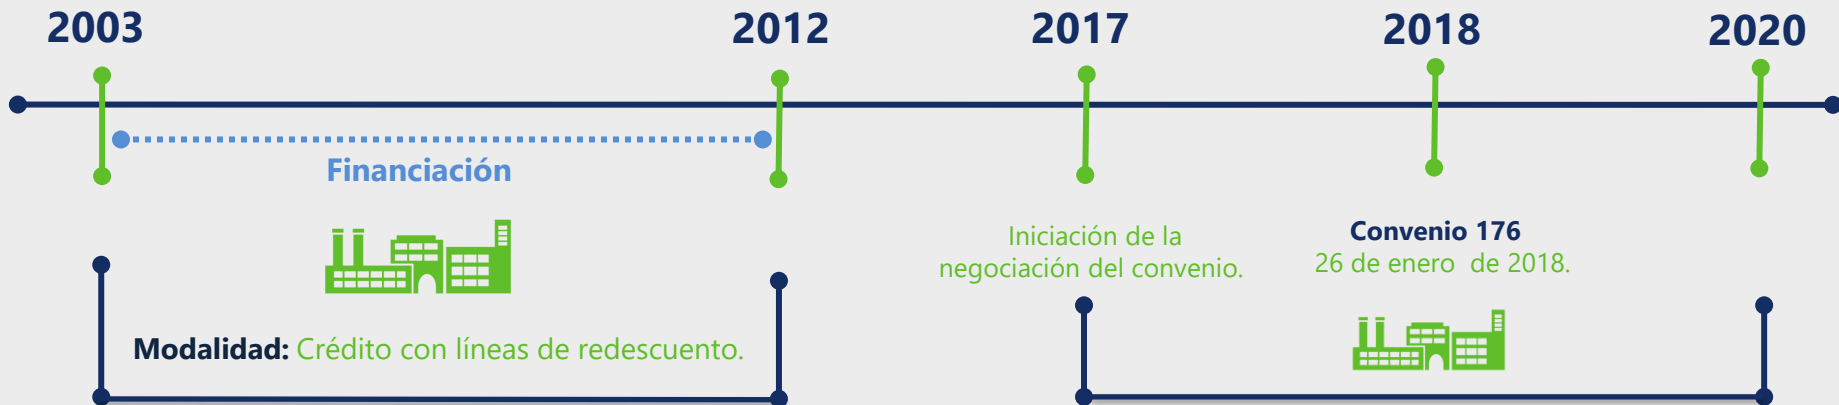 2003
2012
2017
2018
2020
Financiación
Modalidad: Crédito con líneas de redescuento.
Iniciación de la
negociación del convenio.
Convenio 176
26 de enero de 2018.